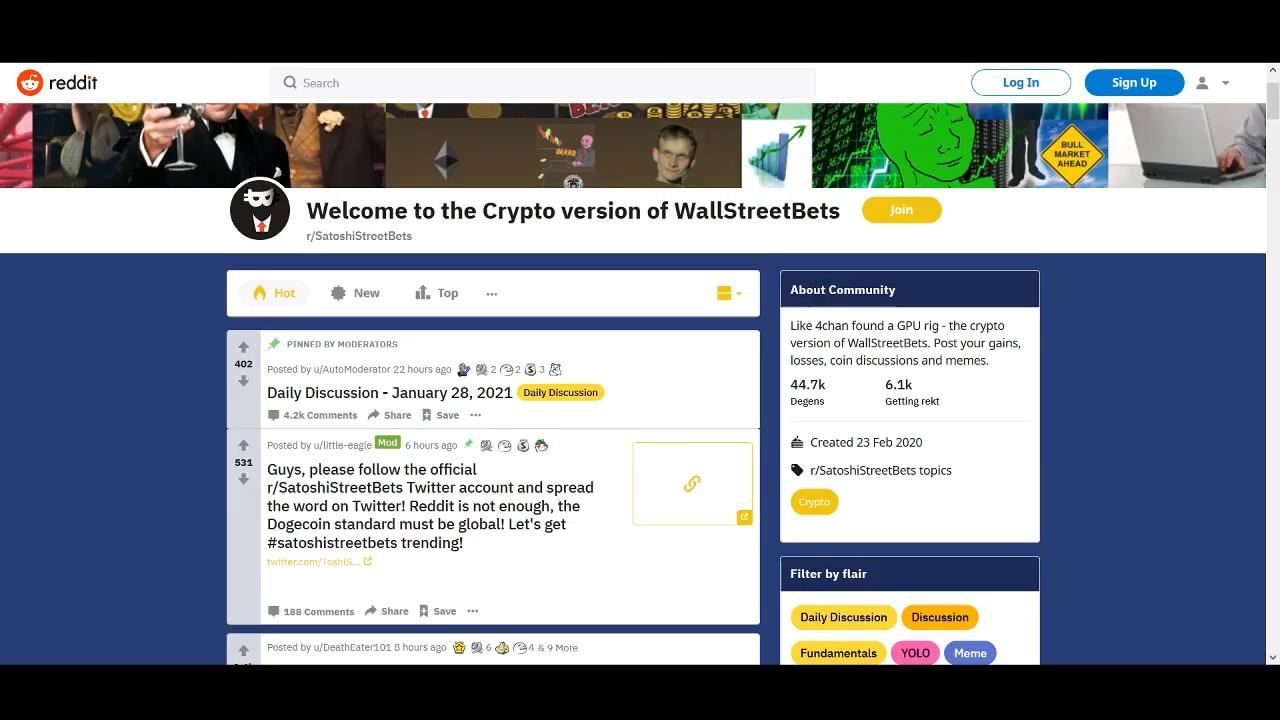 reddit
Search
Log In
Sign Up
BULL MARKET AHEAD
Welcome to the Crypto version of WallStreetBets
Join
r/SatoshiStreetBets
Hot
New
Top
PINNED BY MODERATORS
402
Posted by u/AutoModerator 22 hours ago 2 2 3
Daily Discussion - January 28, 2021 Daily Discussion
4.2k Comments Share Save
531
Posted by u/little-eagle Mod 6 hours ago
Guys, please follow the official
r/SatoshiStreetBets Twitter account and spread
the word on Twitter! Reddit is not enough, the
Dogecoin standard must be global! Let's get
#satoshistreetbets trending!
twitter.com/ToshiS...
188 Comments Share Save
Posted by u/DeathEater101 8 hours ago 6 4 & 9 More
About Community
Like 4chan found a GPU rig - the crypto
version of WallStreetBets. Post your gains,
losses, coin discussions and memes.
44.7k 6.1k
Degens Getting rekt
Created 23 Feb 2020
r/SatoshiStreetBets topics
Crypto
Filter by flair
Daily Discussion Discussion
Fundamentals YOLO Meme